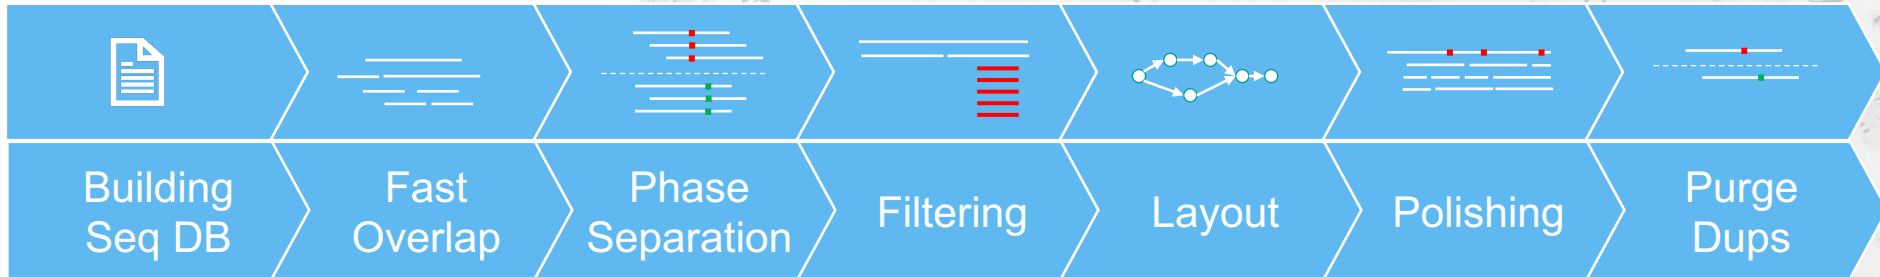 Building
Seq DB
Fast
Overlap
Phase
Separation
Filtering
Layout
Polishing
Purge
Dups